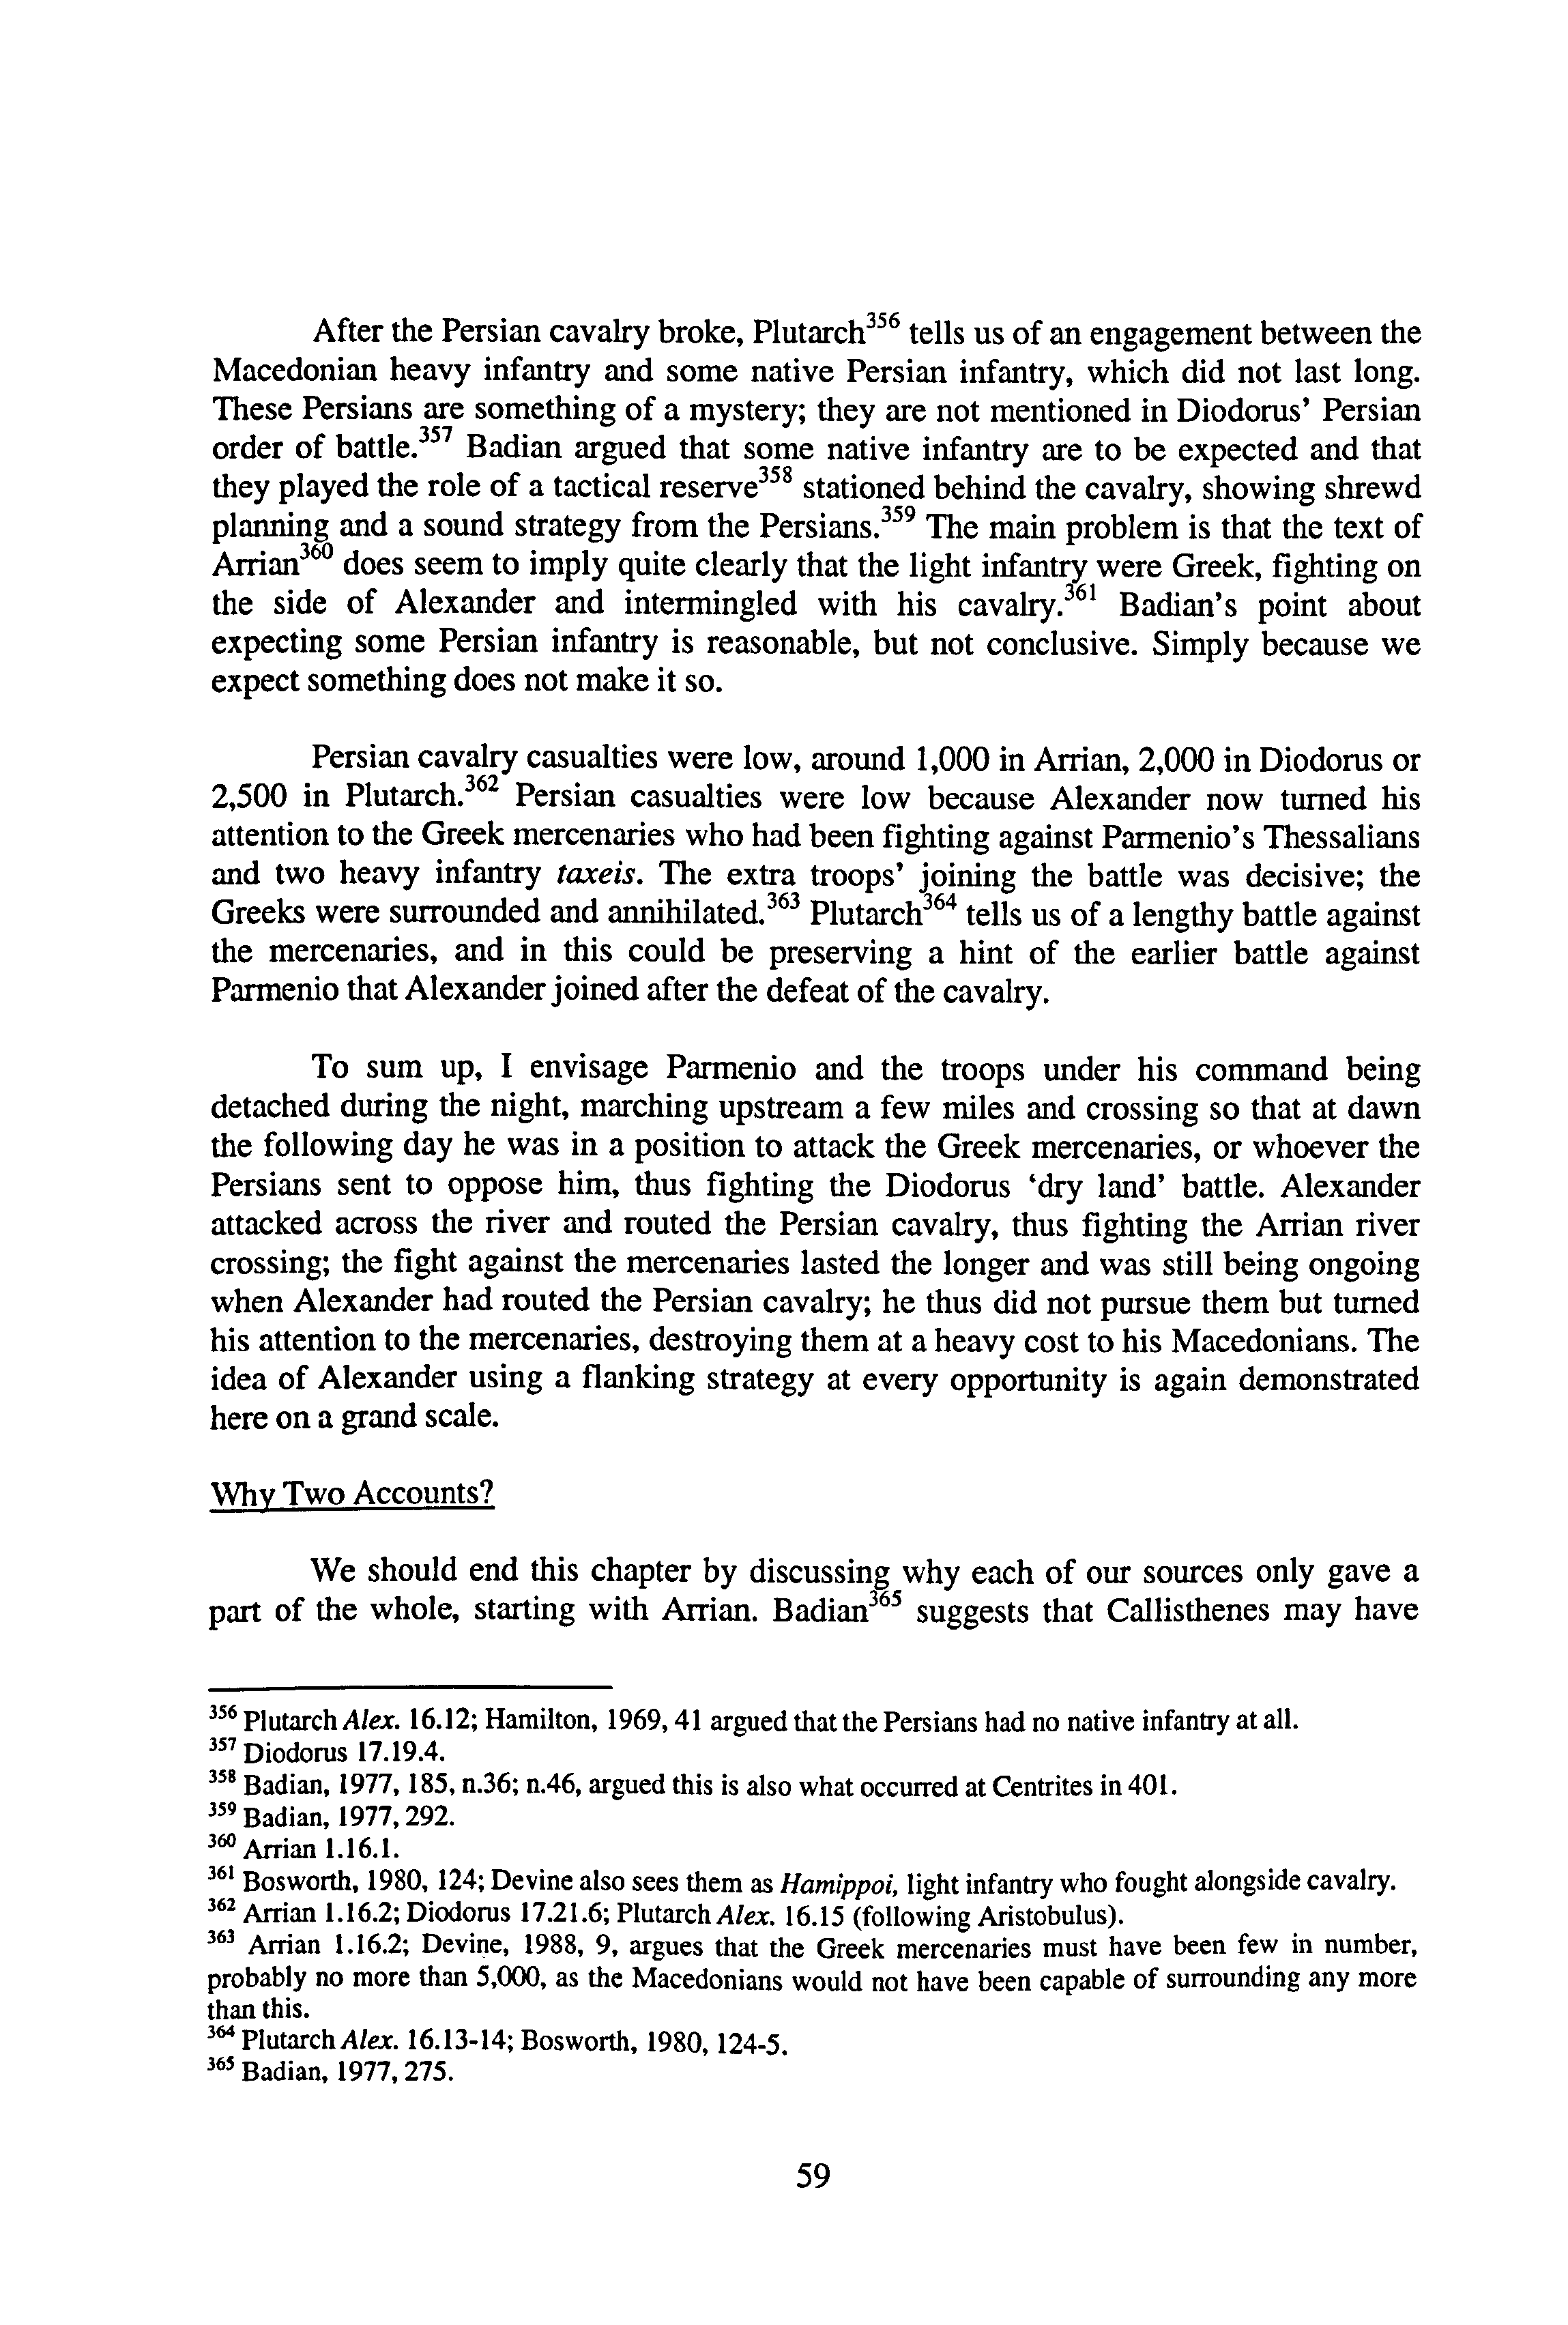 After the Persian cavalry broke, Plutarch356 tells us of an engagement between the
Macedonian heavy infantry and some native Persian infantry, which did not last long.
These Persians are something of a mystery; they are not mentioned in Diodorus’ Persian
order of battle.357 Badian argued that some native infantry are to be expected and that
they played the role of a tactical reserve358 stationed behind the cavalry, showing shrewd
planning and a sound strategy from the Persians.359 The main problem is that the text of
Arrian360 does seem to imply quite clearly that the light infantry were Greek, fighting on
the side of Alexander and intermingled with his cavalry.361 Badian’s point about
expecting some Persian infantry is reasonable, but not conclusive. Simply because we
expect something does not make it so.
Persian cavalry casualties were low, around 1,000 in Arrian, 2,000 in Diodorus or
2,500 in Plutarch.362 Persian casualties were low because Alexander now turned his
attention to the Greek mercenaries who had been fighting against Parmenio’s Thessalians
and two heavy infantry taxeis. The extra troops’ joining the battle was decisive; the
Greeks were surrounded and annihilated.363 Plutarch364 tells us of a lengthy battle against
the mercenaries, and in this could be preserving a hint of the earlier battle against
Parmenio that Alexander joined after the defeat of the cavalry.
To sum up, I envisage Parmenio and the troops under his command being
detached during the night, marching upstream a few miles and crossing so that at dawn
the following day he was in a position to attack the Greek mercenaries, or whoever the
Persians sent to oppose him, thus fighting the Diodorus ‘dry land’ battle. Alexander
attacked across the river and routed the Persian cavalry, thus fighting the Arrian river
crossing; the fight against the mercenaries lasted the longer and was still being ongoing
when Alexander had routed the Persian cavalry; he thus did not pursue them but turned
his attention to the mercenaries, destroying them at a heavy cost to his Macedonians. The
idea of Alexander using a flanking strategy at every opportunity is again demonstrated
here on a grand scale.
Why Two Accounts?
We should end this chapter by discussing why each of our sources only gave a
part of the whole, starting with Arrian. Badian365 suggests that Callisthenes may have
356 Plutarch Alex. 16.12; Hamilton, 1969, 41 argued that the Persians had no native infantry at all.
357 Diodorus 17.19.4.
358 Badian, 1977, 185, n.36; n.46, argued this is also what occurred at Centrites in 401.
359 Badian, 1977, 292.
360 Arrian 1.16.1.
361 Bosworth, 1980, 124; Devine also sees them as Hamippoi, light infantry who fought alongside cavalry.
362 Arrian 1.16.2; Diodorus 17.21.6; Plutarch Alex. 16.15 (following Aristobulus).
363 Arrian 1.16.2; Devine, 1988, 9, argues that the Greek mercenaries must have been few in number,
probably no more than 5,000, as the Macedonians would not have been capable of surrounding any more
than this.
364 Plutarch Alex. 16.13-14; Bosworth, 1980, 124-5.
365 Badian, 1977, 275.
59